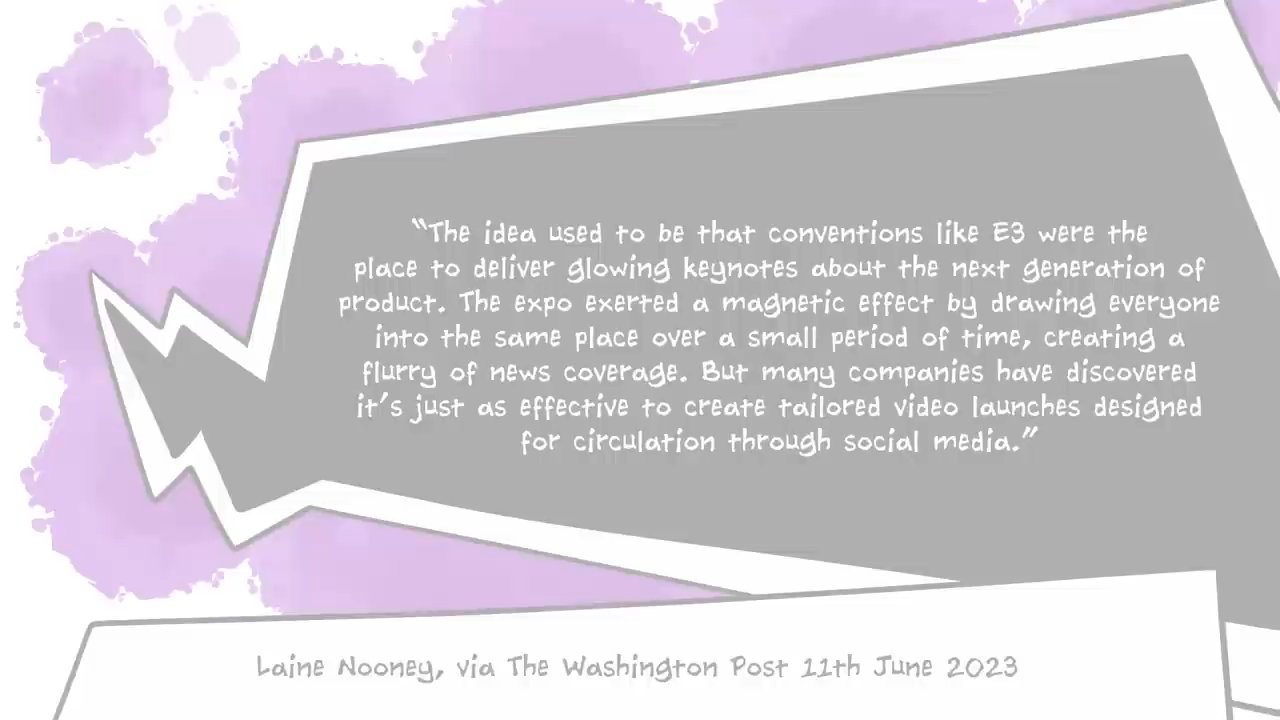 “The idea used to be that conventions like E3 were the
place to deliver glowing keynotes about the next generation of
product. The expo exerted a magnetic effect by drawing everyone
into the same place over a small period of time, creating a
flurry of news coverage. But many companies have discovered
it’s just as effective to create tailored video launches designed
for circulation through social media.”
Laine Nooney, via The Washington Post 11th June 2023